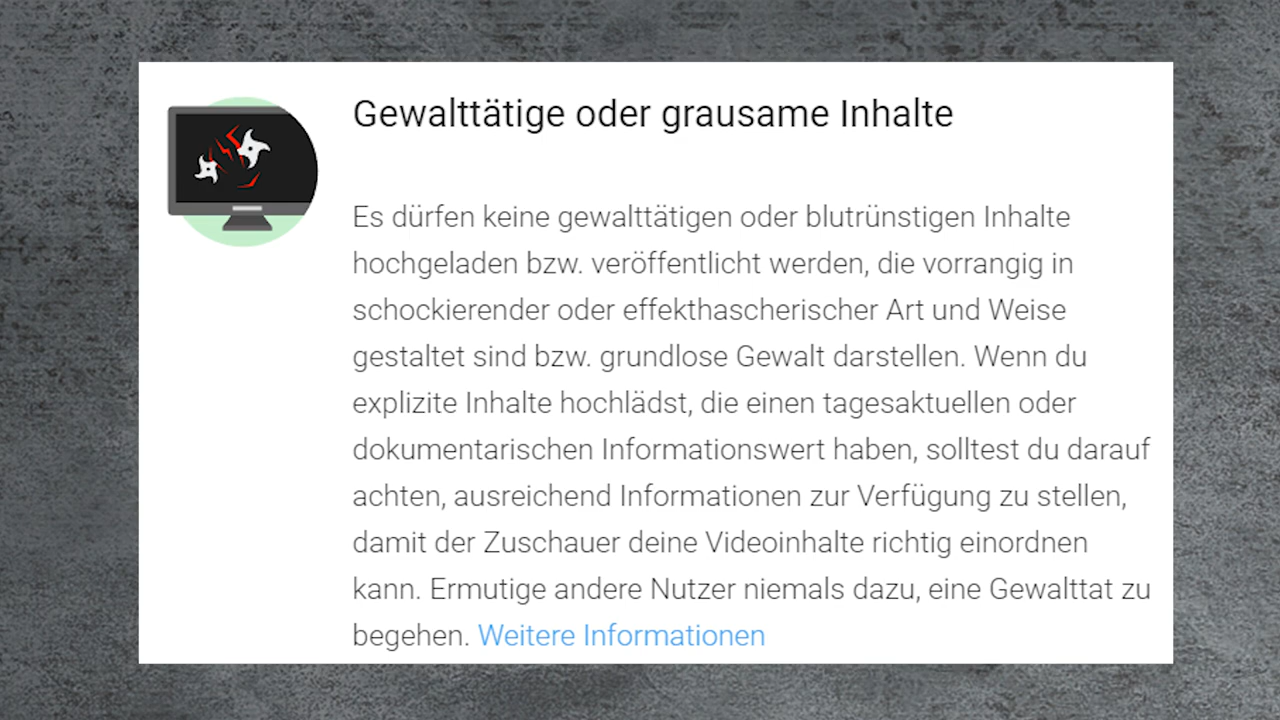 Gewalttätige oder grausame Inhalte
Es dürfen keine gewalttätigen oder blutrünstigen Inhalte
hochgeladen bzw. veröffentlicht werden, die vorrangig in
schockierender oder effekthascherischer Art und Weise
gestaltet sind bzw. grundlose Gewalt darstellen. Wenn du
explizite Inhalte hochlädst, die einen tagesaktuellen oder
dokumentarischen Informationswert haben, solltest du darauf
achten, ausreichend Informationen zur Verfügung zu stellen,
damit der Zuschauer deine Videoinhalte richtig einordnen
kann. Ermutige andere Nutzer niemals dazu, eine Gewalttat zu
begehen. Weitere Informationen